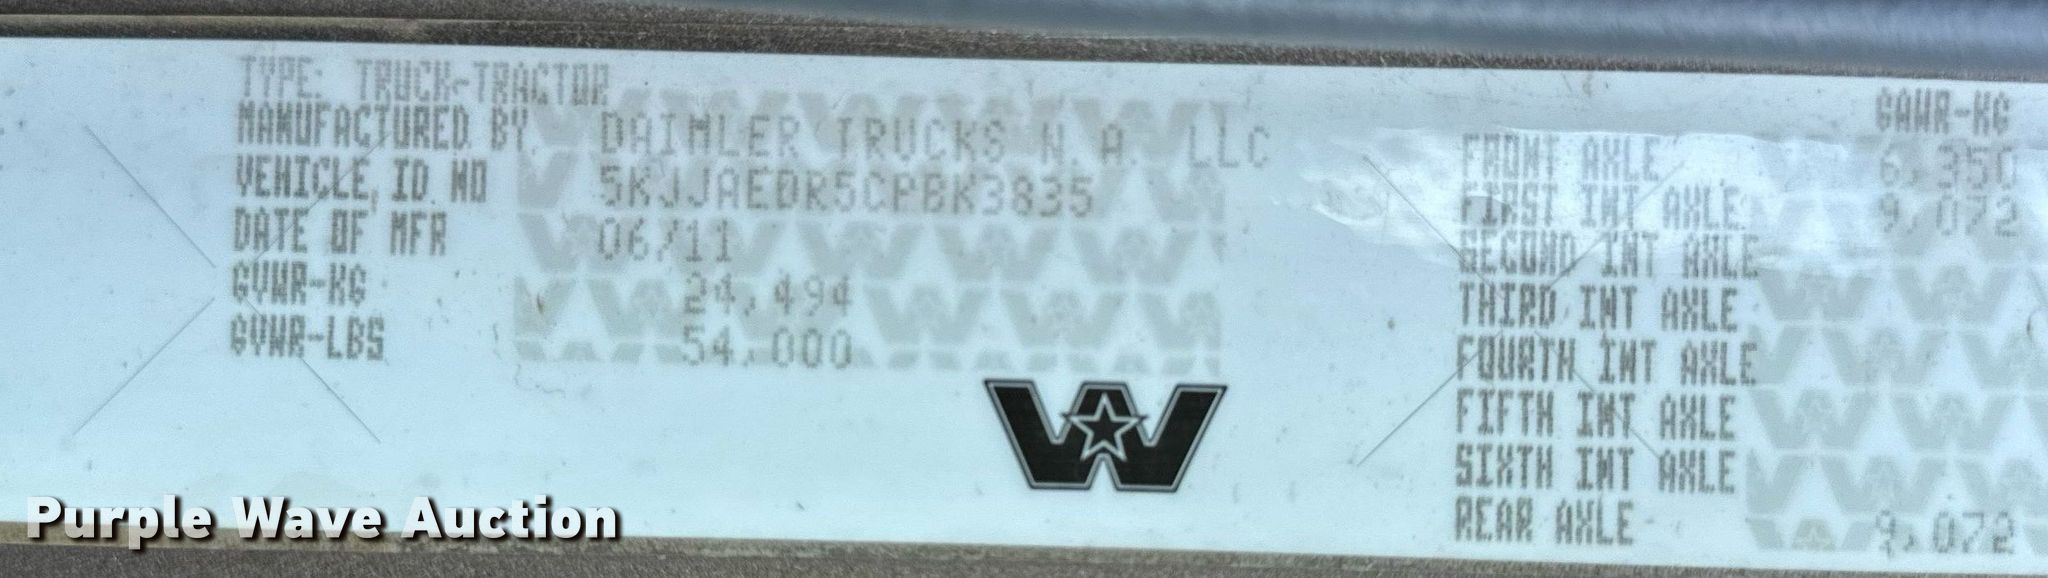 TYPE: TRUCK-TRACTOR
MANUFACTURED BY DAIMLER TRUCKS N.A. LLC
VEHICLE ID NO 5KJJAEDR5CPBK3835
DATE OF MFR 06/11
GVWR-KG 24,494
GVWR-LBS 54,000
GAWR-KG
FRONT AXLE 6,350
FIRST INT AXLE 9,072
SECOND INT AXLE
THIRD INT AXLE
FOURTH INT AXLE
FIFTH INT AXLE
SIXTH INT AXLE
REAR AXLE 9,072
Purple Wave Auction